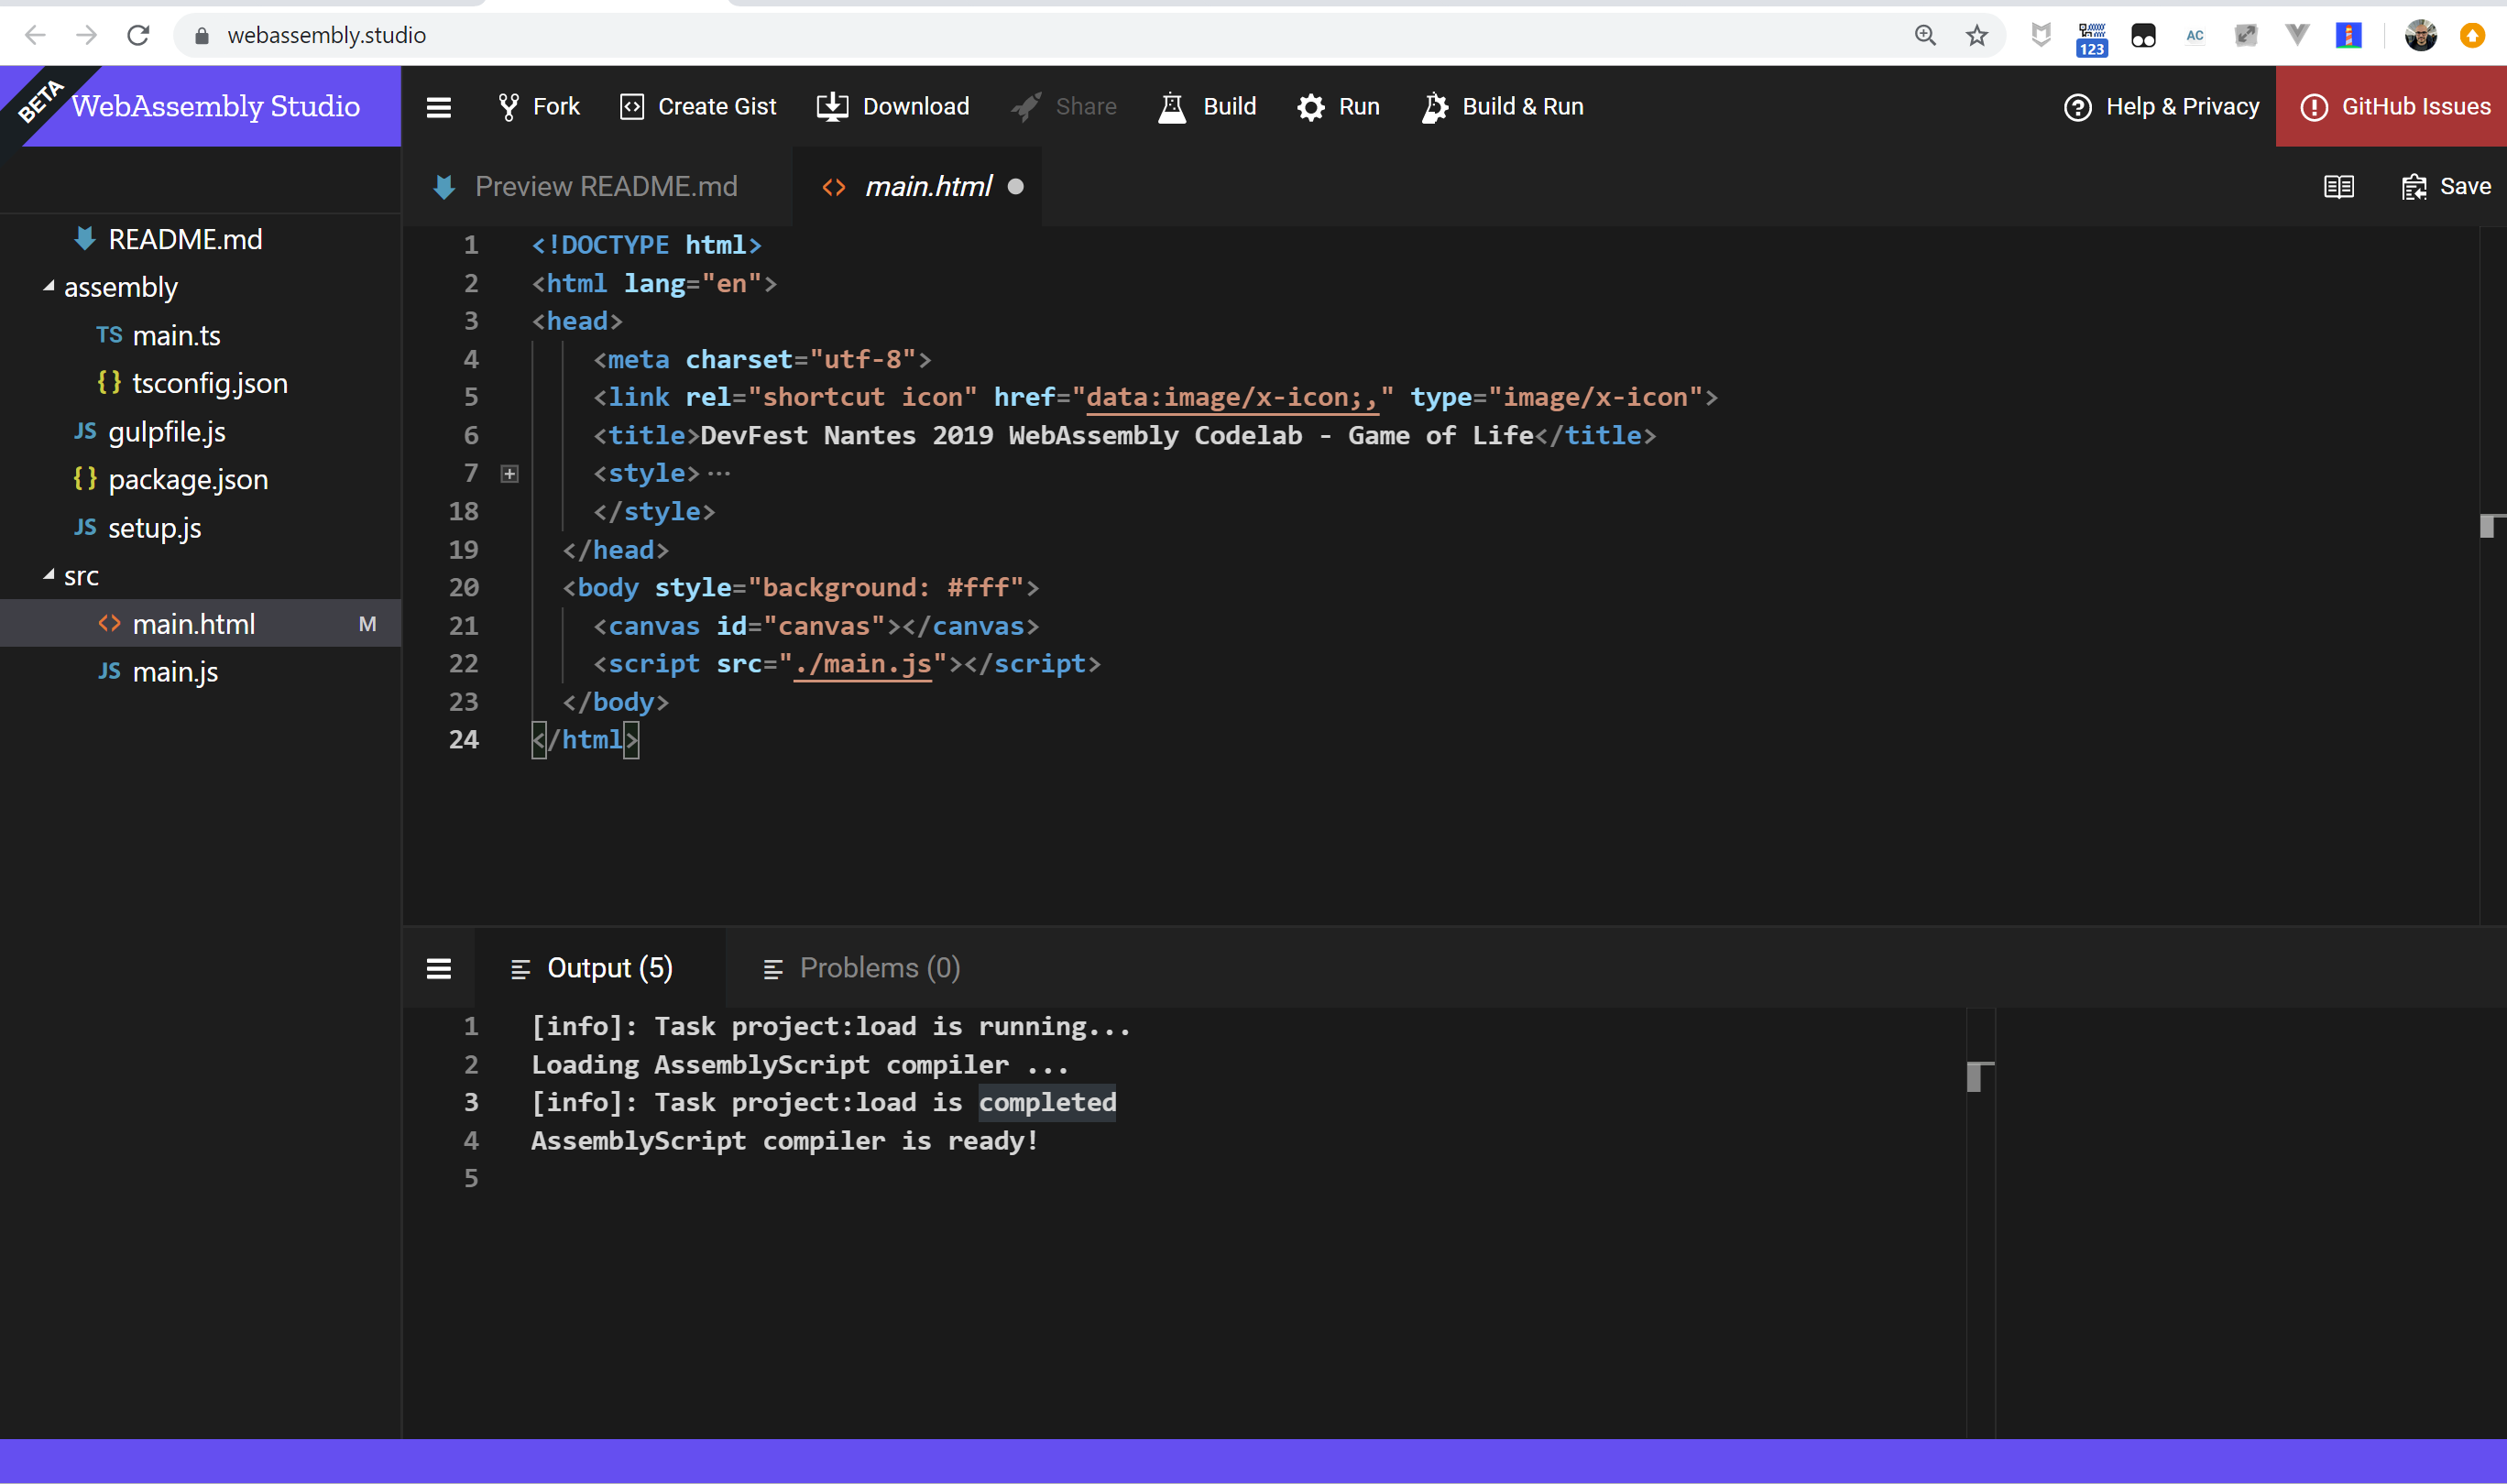 webassembly.studio
123
AC
BETA
WebAssembly Studio
Fork
Create Gist
Download
Share
Build
Run
Build & Run
Help & Privacy
GitHub Issues
Preview README.md
main.html
Save
README.md
assembly
TS main.ts
{} tsconfig.json
JS gulpfile.js
{} package.json
JS setup.js
src
<> main.html M
JS main.js
1 <!DOCTYPE html>
2 <html lang="en">
3 <head>
4 <meta charset="utf-8">
5 <link rel="shortcut icon" href="data:image/x-icon;," type="image/x-icon">
6 <title>DevFest Nantes 2019 WebAssembly Codelab - Game of Life</title>
7 <style>…
18 </style>
19 </head>
20 <body style="background: #fff">
21 <canvas id="canvas"></canvas>
22 <script src="./main.js"></script>
23 </body>
24 </html>
Output (5)
Problems (0)
1 [info]: Task project:load is running...
2 Loading AssemblyScript compiler ...
3 [info]: Task project:load is completed
4 AssemblyScript compiler is ready!
5